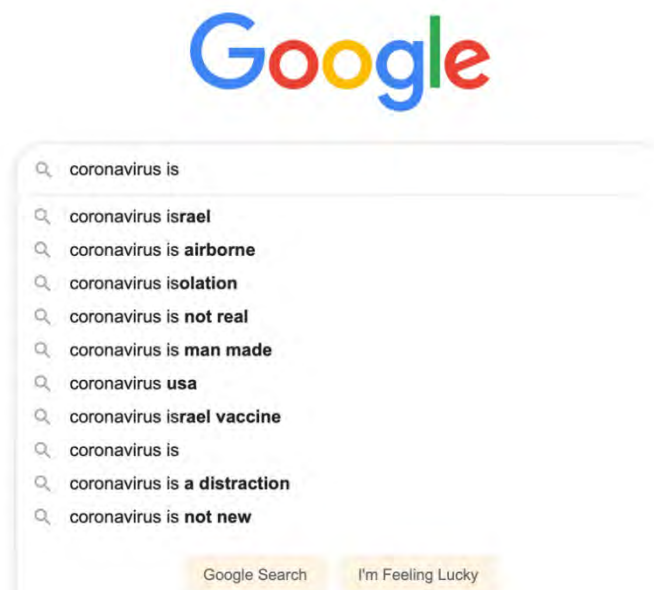 Google
coronavirus is
coronavirus israel
coronavirus is airborne
coronavirus isolation
coronavirus is not real
coronavirus is man made
coronavirus usa
coronavirus israel vaccine
coronavirus is
coronavirus is a distraction
coronavirus is not new
Google Search I'm Feeling Lucky